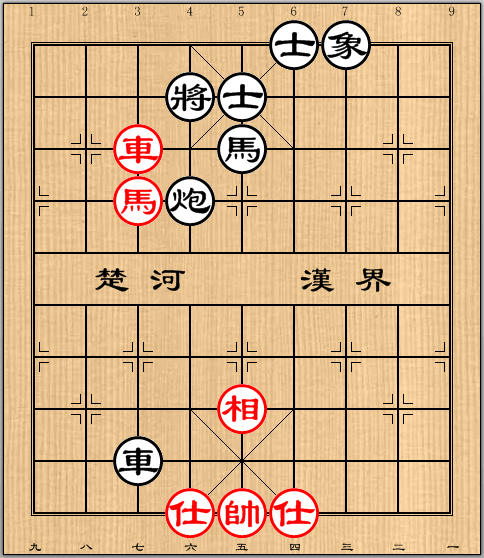 1 2 3 4 5 6 7 8 9
士 象
將 士
車 馬
馬 炮
楚 河 漢 界
相
車
仕 帥 仕
九 八 七 六 五 四 三 二 一